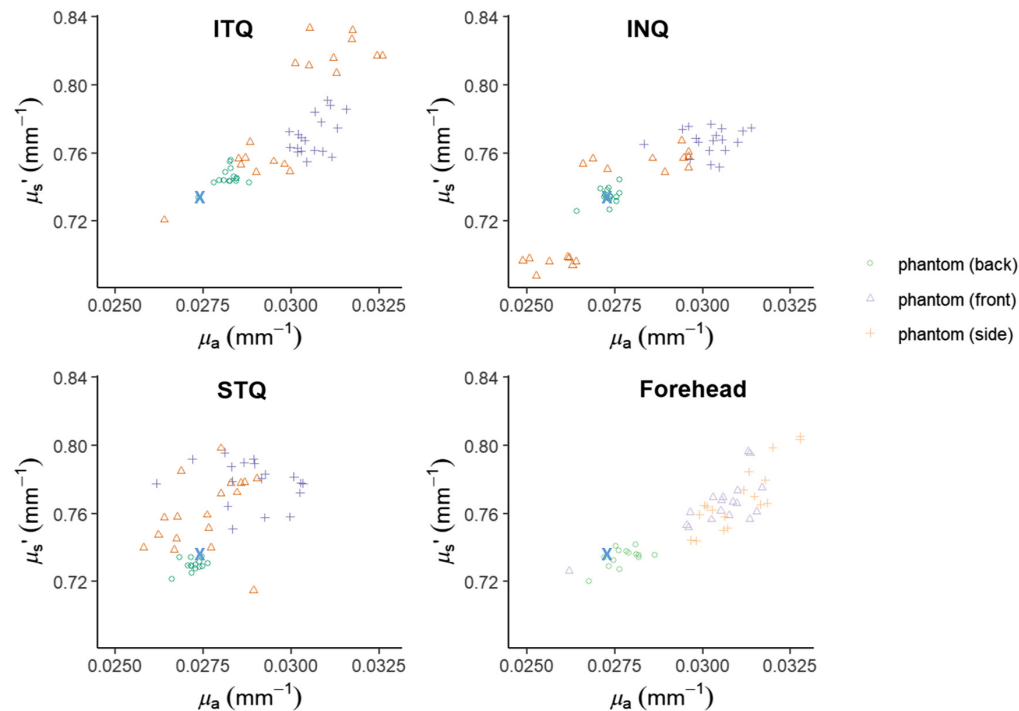 ITQ
0.84
0.80
0.76
0.72
μs' (mm⁻¹)
0.0250 0.0275 0.0300 0.0325
μa (mm⁻¹)
X
INQ
0.84
0.80
0.76
0.72
μs' (mm⁻¹)
0.0250 0.0275 0.0300 0.0325
μa (mm⁻¹)
X
phantom (back)
phantom (front)
phantom (side)
STQ
0.84
0.80
0.76
0.72
μs' (mm⁻¹)
0.0250 0.0275 0.0300 0.0325
μa (mm⁻¹)
X
Forehead
0.84
0.80
0.76
0.72
μs' (mm⁻¹)
0.0250 0.0275 0.0300 0.0325
μa (mm⁻¹)
X